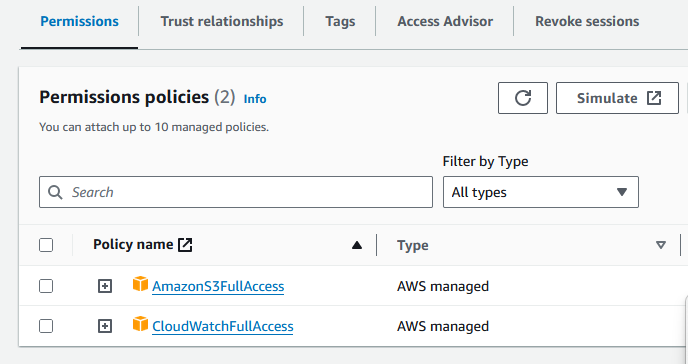 Permissions Trust relationships Tags Access Advisor Revoke sessions
Permissions policies (2) Info
Simulate
You can attach up to 10 managed policies.
Filter by Type
Search
All types
Policy name Type
AmazonS3FullAccess AWS managed
CloudWatchFullAccess AWS managed